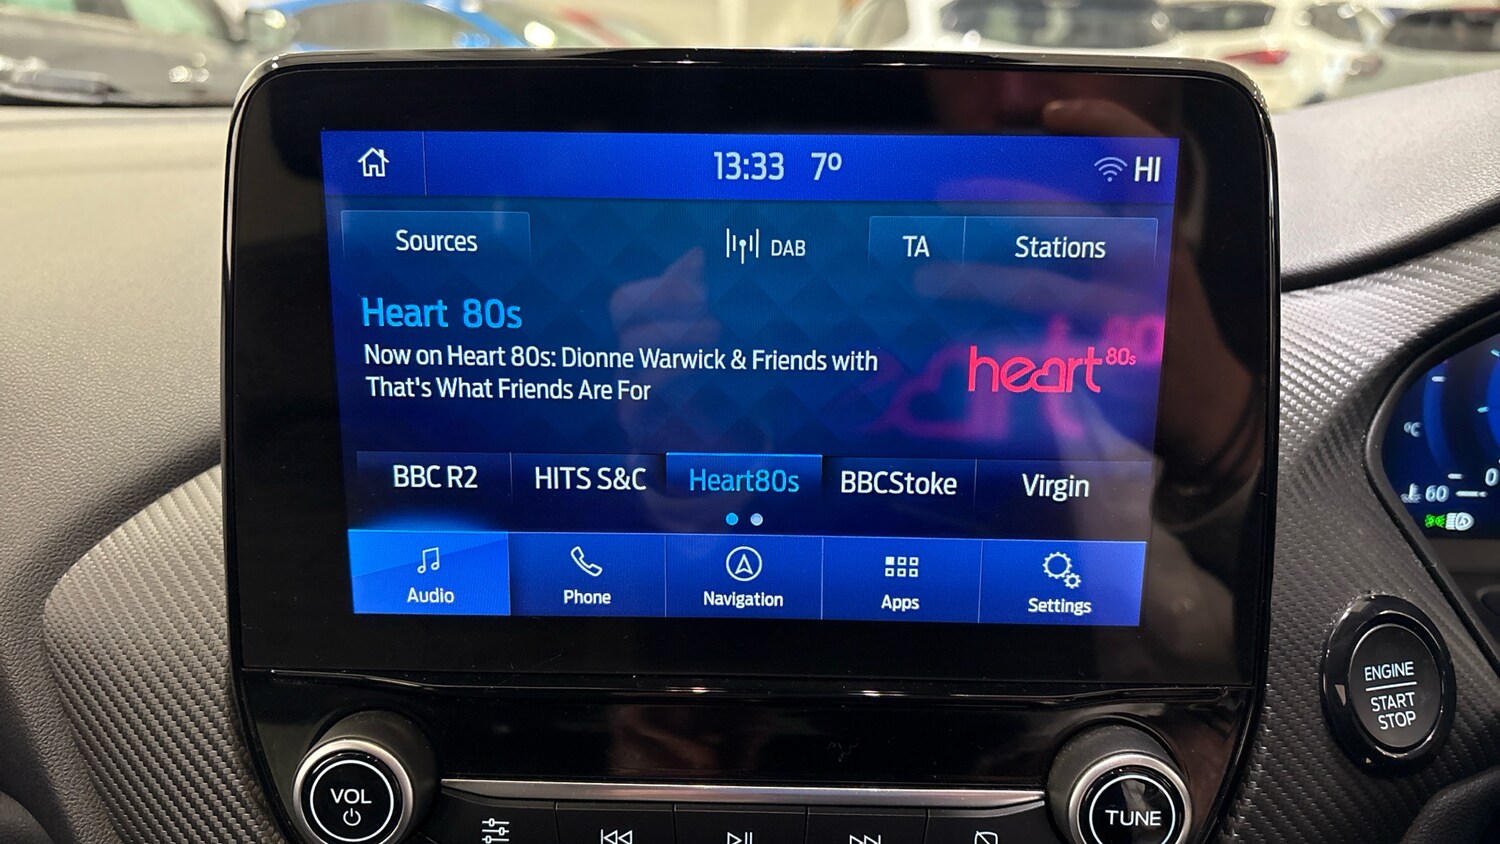 13:33 7º
HI
Sources
DAB
TA
Stations
Heart 80s
Now on Heart 80s: Dionne Warwick & Friends with
That's What Friends Are For
heart 80s
BBC R2
HITS S&C
Heart80s
BBCStoke
Virgin
Audio
Phone
Navigation
Apps
Settings
VOL
TUNE
ENGINE
START
STOP
ºC
60
0